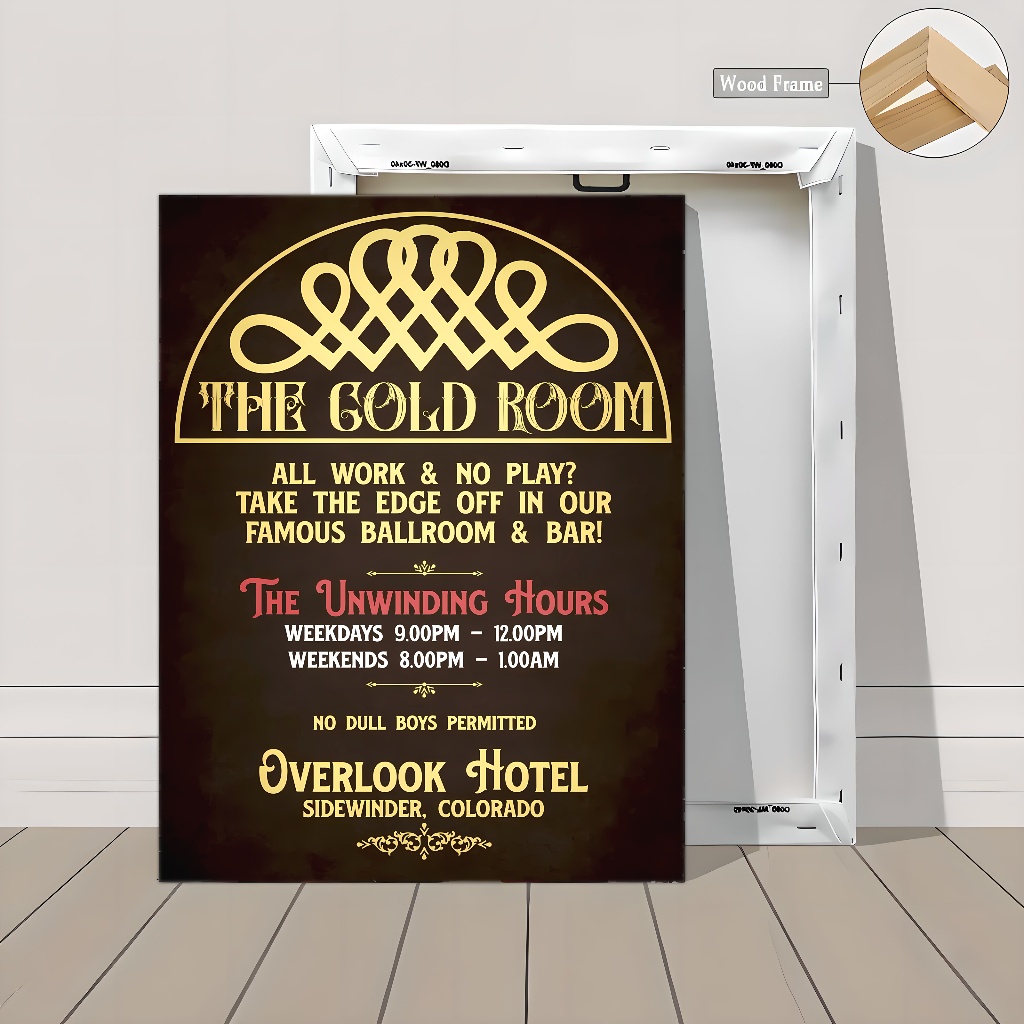 Wood Frame
THE GOLD ROOM
ALL WORK & NO PLAY?
TAKE THE EDGE OFF IN OUR
FAMOUS BALLROOM & BAR!
THE UNWINDING HOURS
WEEKDAYS 9.00PM - 12.00PM
WEEKENDS 8.00PM - 1.00AM
NO DULL BOYS PERMITTED
OVERLOOK HOTEL
SIDEWINDER, COLORADO